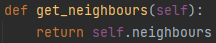 def get_neighbours(self):
    return self.neighbours